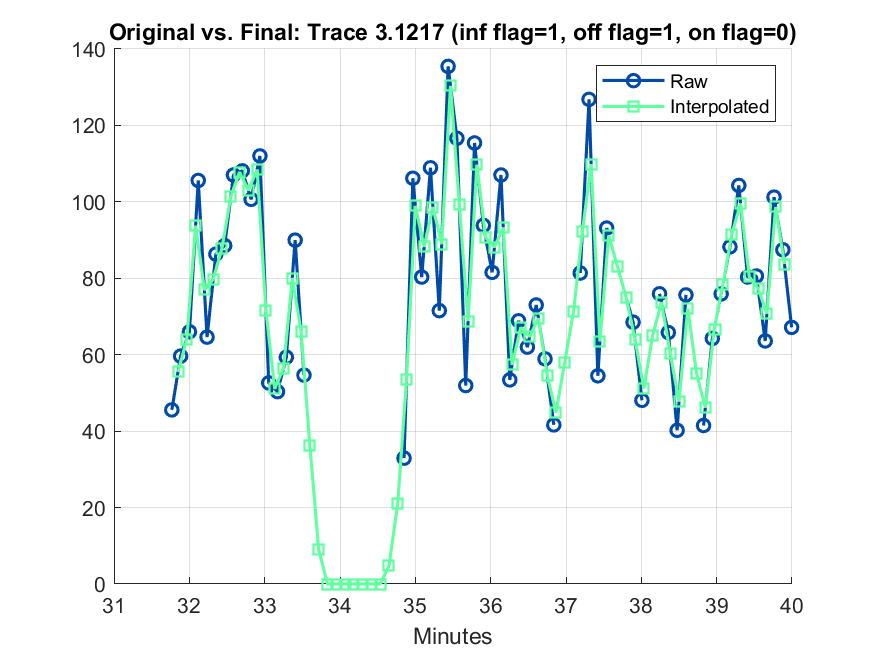 Original vs. Final: Trace 3.1217 (inf flag=1, off flag=1, on flag=0)
140
120
100
80
60
40
20
0
Raw
Interpolated
31 32 33 34 35 36 37 38 39 40
Minutes